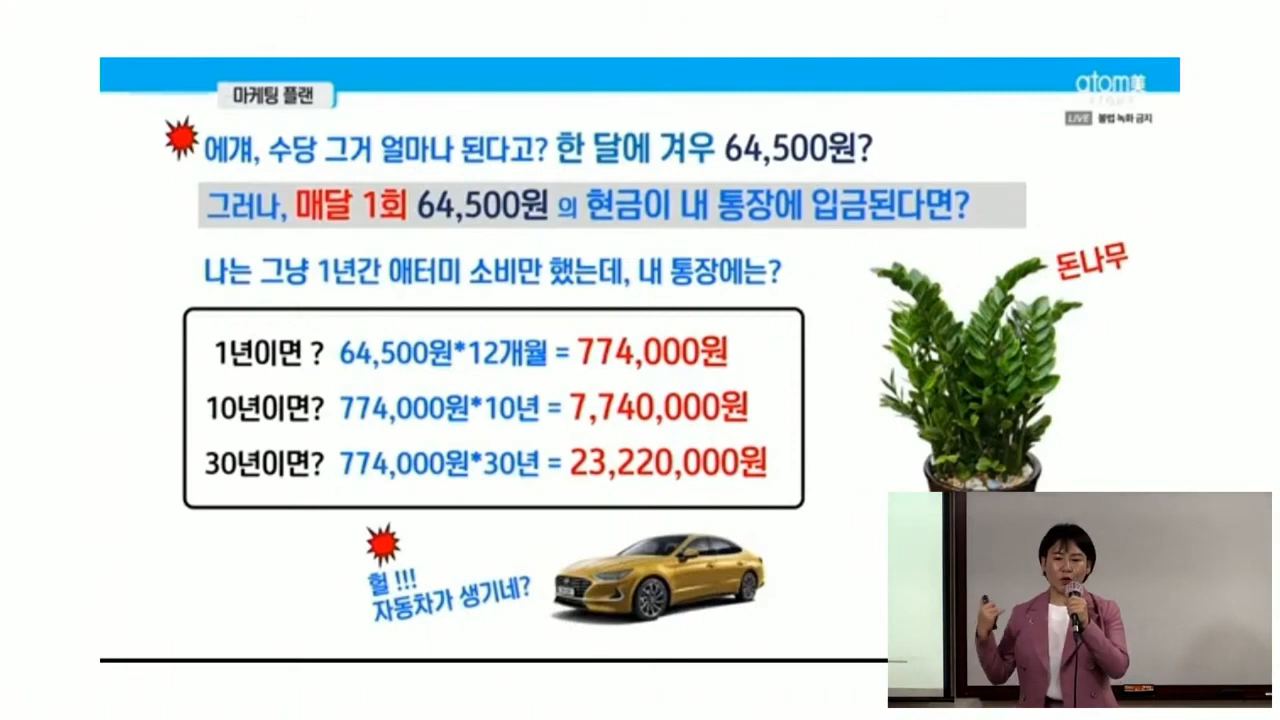 마케팅 플랜
atom美
LIVE 불법 녹화 금지
에걔, 수당 그거 얼마나 된다고? 한 달에 겨우 64,500원?
그러나, 매달 1회 64,500원 의 현금이 내 통장에 입금된다면?
나는 그냥 1년간 애터미 소비만 했는데, 내 통장에는?
돈나무
1년이면 ? 64,500원*12개월 = 774,000원
10년이면? 774,000원*10년 = 7,740,000원
30년이면? 774,000원*30년 = 23,220,000원
헐 !!!
자동차가 생기네?